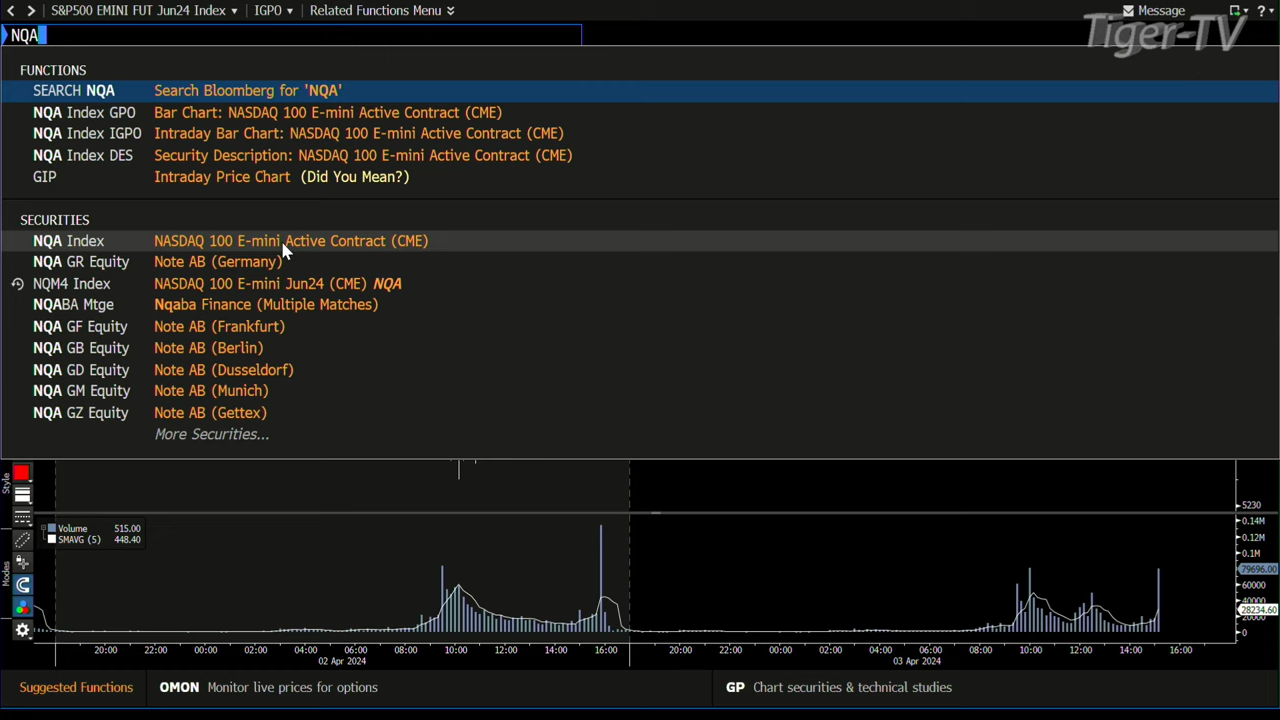 S&P500 EMINI FUT Jun24 Index ▾ IGPO ▾ Related Functions Menu
Message
? ▾
Tiger-TV
NQA
FUNCTIONS
SEARCH NQA Search Bloomberg for 'NQA'
NQA Index GPO Bar Chart: NASDAQ 100 E-mini Active Contract (CME)
NQA Index IGPO Intraday Bar Chart: NASDAQ 100 E-mini Active Contract (CME)
NQA Index DES Security Description: NASDAQ 100 E-mini Active Contract (CME)
GIP Intraday Price Chart (Did You Mean?)
SECURITIES
NQA Index NASDAQ 100 E-mini Active Contract (CME)
NQA GR Equity Note AB (Germany)
NQM4 Index NASDAQ 100 E-mini Jun24 (CME) NQA
NQABA Mtge Nqaba Finance (Multiple Matches)
NQA GF Equity Note AB (Frankfurt)
NQA GB Equity Note AB (Berlin)
NQA GD Equity Note AB (Dusseldorf)
NQA GM Equity Note AB (Munich)
NQA GZ Equity Note AB (Gettex)
More Securities...
Style
Modes
Volume 515.00
SMAVG (5) 448.40
5230
0.14M
0.12M
0.1M
79696.00
60000
40000
28234.60
20000
0
20:00 22:00 00:00 02:00 04:00 06:00 08:00 10:00 12:00 14:00 16:00 20:00 22:00 00:00 02:00 04:00 06:00 08:00 10:00 12:00 14:00 16:00
02 Apr 2024 03 Apr 2024
Suggested Functions OMON Monitor live prices for options GP Chart securities & technical studies